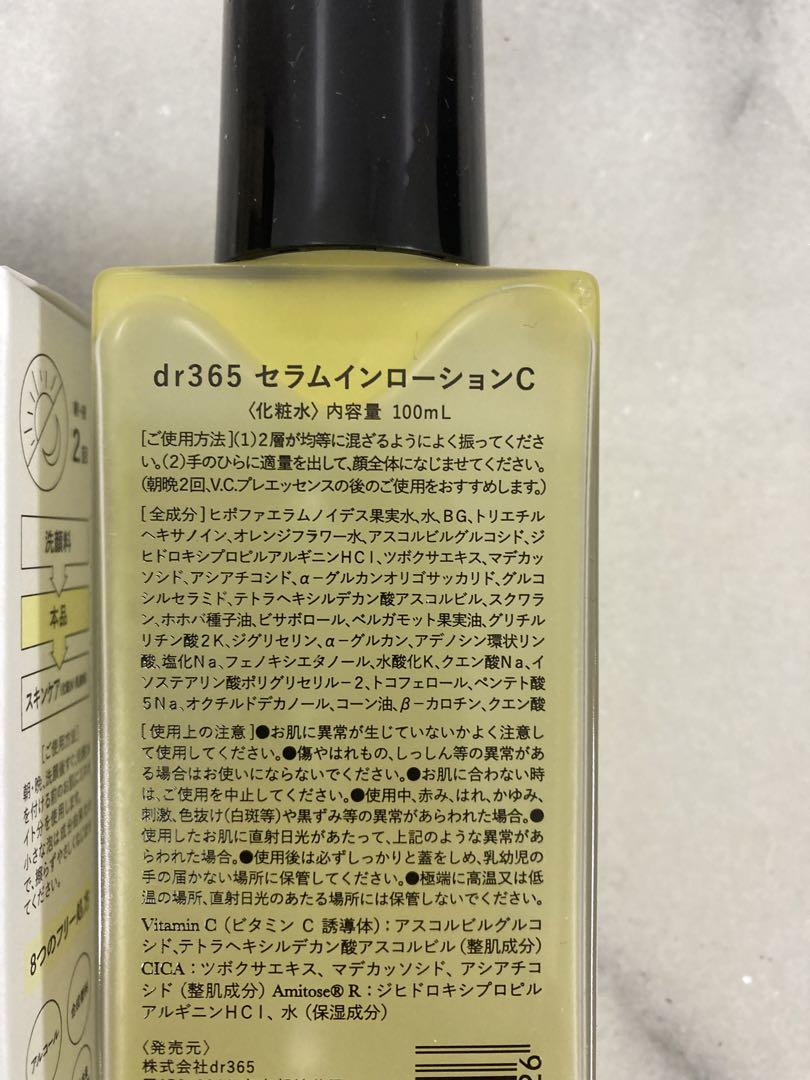 dr365 セラムインローションC
〈化粧水〉内容量 100mL
[ご使用方法](1)2層が均等に混ざるようによく振ってくださ
い。(2)手のひらに適量を出して、顔全体になじませてください。
(朝晩2回、V.C.プレエッセンスの後のご使用をおすすめします。)
[全成分]ヒポファエラムノイデス果実水、水、BG、トリエチル
ヘキサノイン、オレンジフラワー水、アスコルビルグルコシド、ジ
ヒドロキシプロピルアルギニンHCl、ツボクサエキス、マデカッ
ソシド、アシアチコシド、α-グルカンオリゴサッカリド、グルコ
シルセラミド、テトラヘキシルデカン酸アスコルビル、スクワラ
ン、ホホバ種子油、ビサボロール、ベルガモット果実油、グリチル
リチン酸2K、ジグリセリン、α-グルカン、アデノシン環状リン
酸、塩化Na、フェノキシエタノール、水酸化K、クエン酸Na、イ
ソステアリン酸ポリグリセリル-2、トコフェロール、ペンテト酸
5Na、オクチルドデカノール、コーン油、β-カロチン、クエン酸
[使用上の注意]●お肌に異常が生じていないかよく注意し
て使用してください。●傷やはれもの、しっしん等の異常があ
る場合はお使いにならないでください。●お肌に合わない時
は、ご使用を中止してください。●使用中、赤み、はれ、かゆみ、
刺激、色抜け(白斑等)や黒ずみ等の異常があらわれた場合。●
使用したお肌に直射日光があたって、上記のような異常があ
らわれた場合。●使用後は必ずしっかりと蓋をしめ、乳幼児の
手の届かない場所に保管してください。●極端に高温又は低
温の場所、直射日光のあたる場所には保管しないでください。
Vitamin C (ビタミン C 誘導体):アスコルビルグルコ
シド、テトラヘキシルデカン酸アスコルビル(整肌成分)
CICA:ツボクサエキス、マデカッソシド、アシアチコ
シド (整肌成分) Amitose® R:ジヒドロキシプロピル
アルギニンHCl、水 (保湿成分)
〈発売元〉
株式会社dr365
2回
洗顔料
本品
スキンケア
[ご使用方法]
8つのフリー処方
アルコール